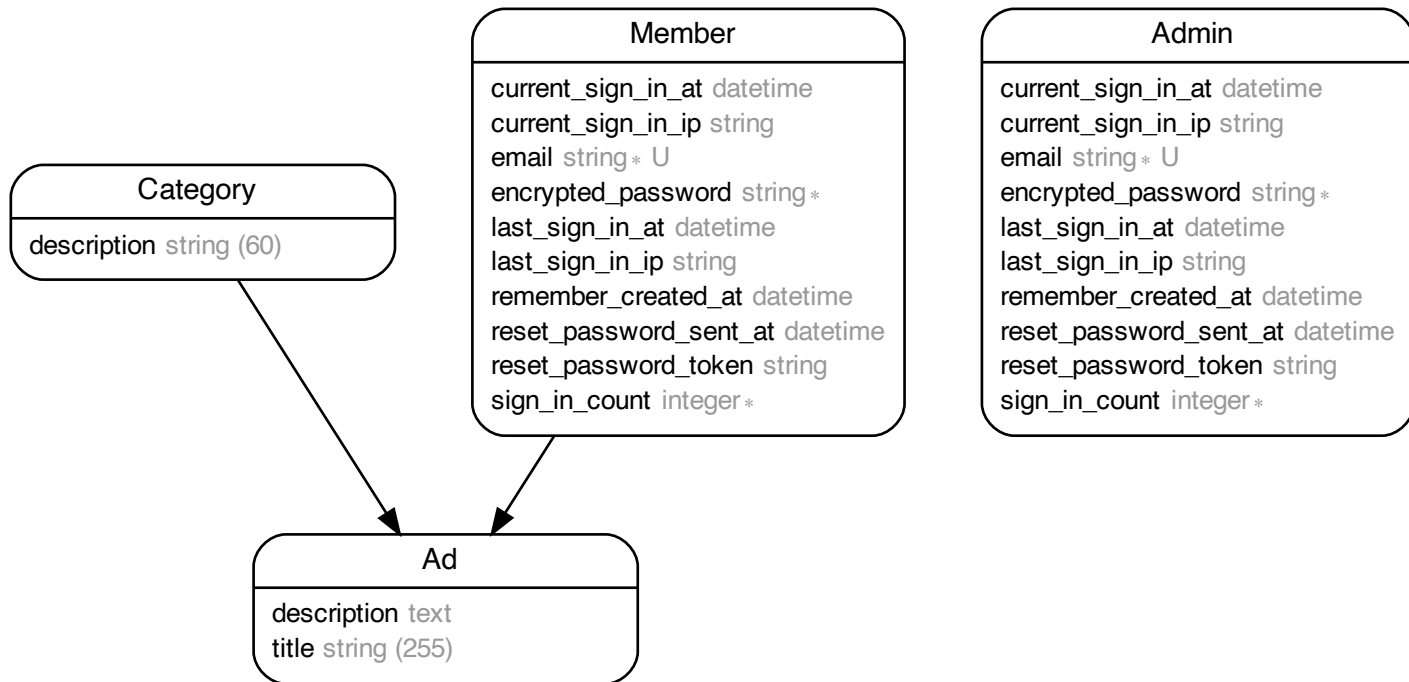 Member
current_sign_in_at datetime
current_sign_in_ip string
email string* U
encrypted_password string*
last_sign_in_at datetime
last_sign_in_ip string
remember_created_at datetime
reset_password_sent_at datetime
reset_password_token string
sign_in_count integer*
Admin
current_sign_in_at datetime
current_sign_in_ip string
email string* U
encrypted_password string*
last_sign_in_at datetime
last_sign_in_ip string
remember_created_at datetime
reset_password_sent_at datetime
reset_password_token string
sign_in_count integer*
Category
description string (60)
Ad
description text
title string (255)